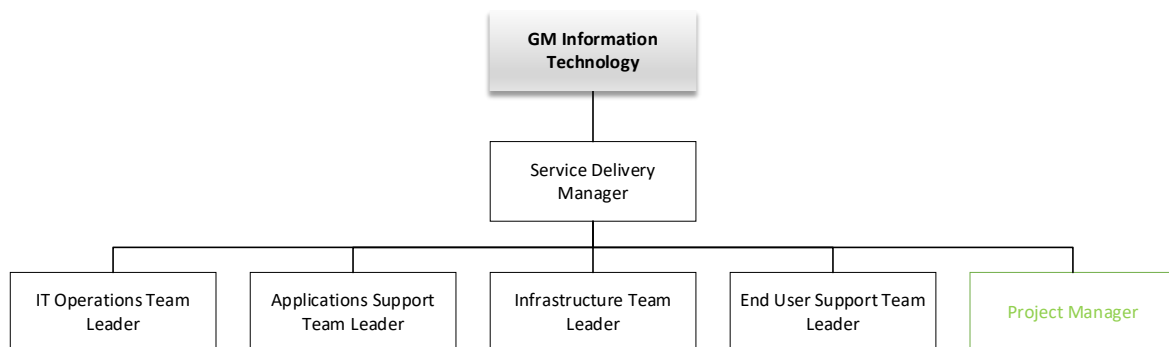 GM Information
Technology
Service Delivery
Manager
IT Operations Team
Leader
Applications Support
Team Leader
Infrastructure Team
Leader
End User Support Team
Leader
Project Manager